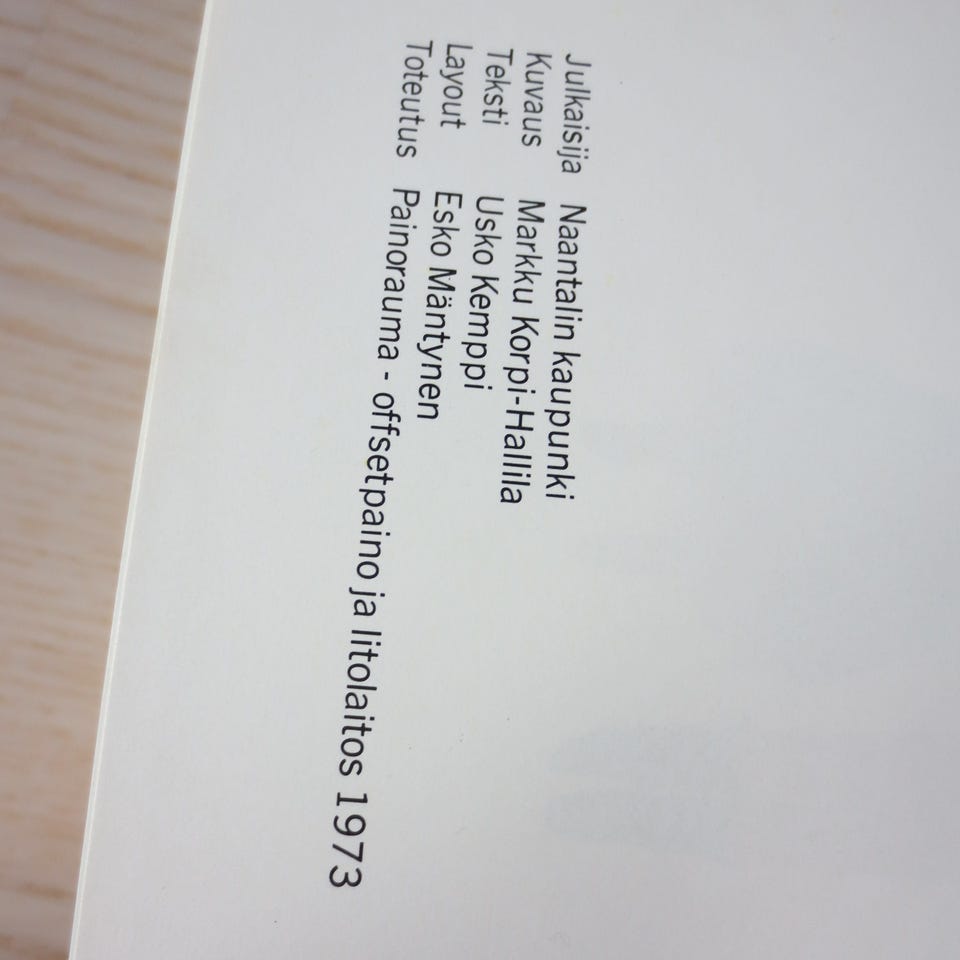 Julkaisija Naantalin kaupunki
Kuvaus Markku Korpi-Hallila
Teksti Usko Kemppi
Layout Esko Mäntynen
Toteutus Painorauma - offsetpaino ja litolaitos 1973